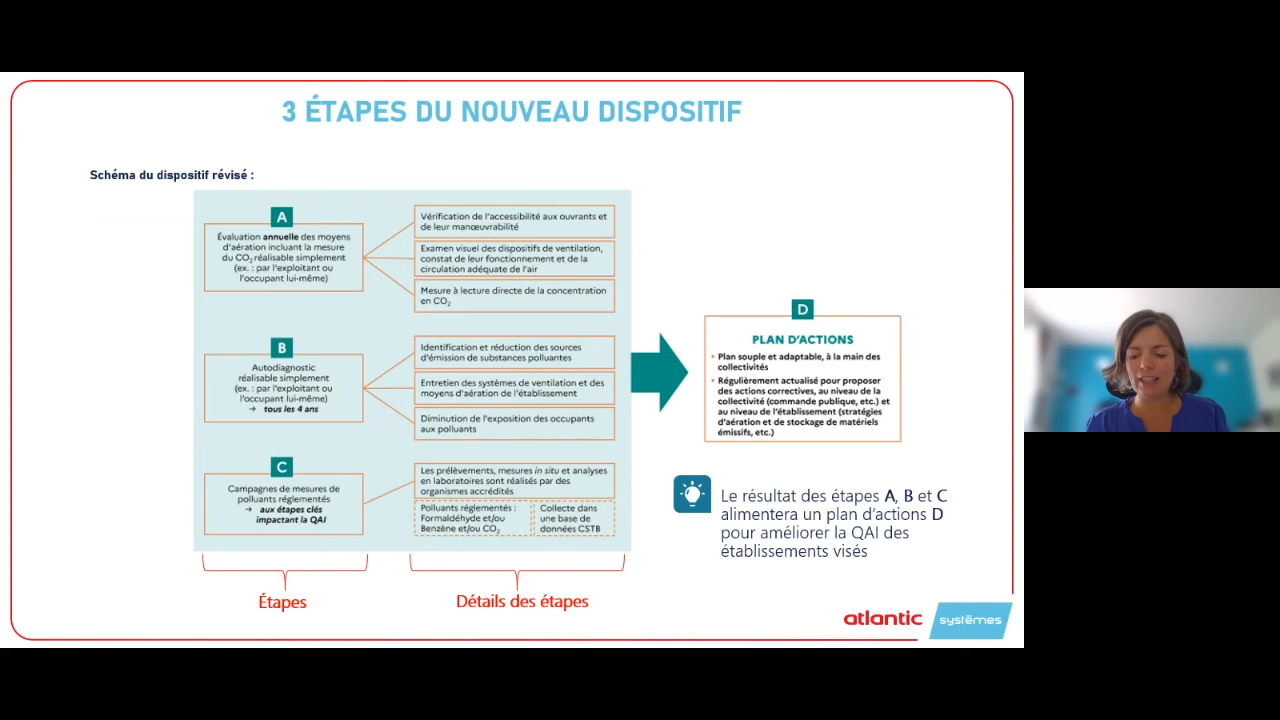 3 ÉTAPES DU NOUVEAU DISPOSITIF
Schéma du dispositif révisé :
A
Évaluation annuelle des moyens
d'aération incluant la mesure
du CO₂ réalisable simplement
(ex. : par l'exploitant ou
l'occupant lui-même)
Vérification de l'accessibilité aux ouvrants et
de leur manœuvrabilité
Examen visuel des dispositifs de ventilation,
constat de leur fonctionnement et de la
circulation adéquate de l'air
Mesure à lecture directe de la concentration
en CO₂
B
Autodiagnostic
réalisable simplement
(ex. : par l'exploitant ou
l'occupant lui-même)
→ tous les 4 ans
Identification et réduction des sources
d'émission de substances polluantes
Entretien des systèmes de ventilation et des
moyens d'aération de l'établissement
Diminution de l'exposition des occupants
aux polluants
C
Campagnes de mesures de
polluants réglementés
→ aux étapes clés
impactant la QAI
Les prélèvements, mesures in situ et analyses
en laboratoires sont réalisés par des
organismes accrédités
Polluants réglementés :
Formaldéhyde et/ou
Benzène et/ou CO₂
Collecte dans
une base de
données CSTB
Étapes
Détails des étapes
D
PLAN D'ACTIONS
• Plan souple et adaptable, à la main des
collectivités
• Régulièrement actualisé pour proposer
des actions correctives, au niveau de la
collectivité (commande publique, etc.) et
au niveau de l'établissement (stratégies
d'aération et de stockage de matériels
émissifs, etc.)
Le résultat des étapes A, B et C
alimentera un plan d'actions D
pour améliorer la QAI des
établissements visés
atlantic
systèmes